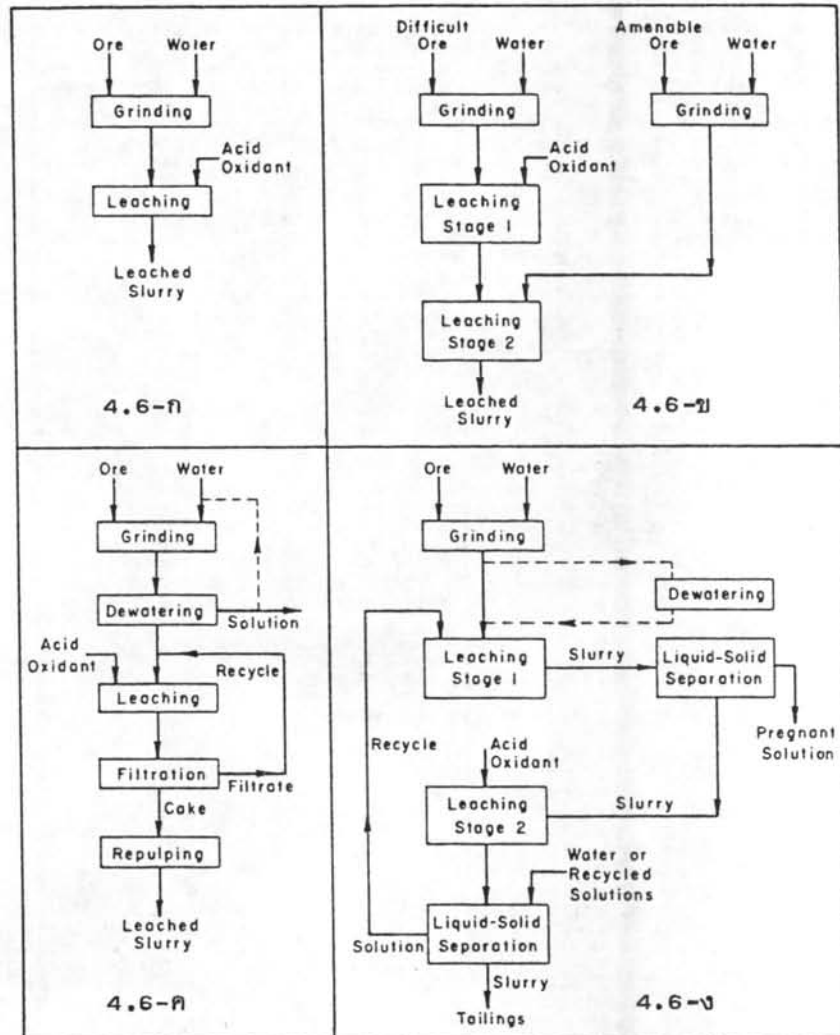 Ore Water
Grinding
Acid
Oxidant
Leaching
Leached
Slurry
4.6-ก
Difficult
Ore Water
Amenable
Ore Water
Grinding
Grinding
Acid
Oxidant
Leaching
Stage 1
Leaching
Stage 2
Leached
Slurry
4.6-ข
Ore Water
Grinding
Dewatering
Solution
Acid
Oxidant
Recycle
Leaching
Filtration
Filtrate
Cake
Repulping
Leached
Slurry
4.6-ค
Ore Water
Grinding
Dewatering
Leaching
Stage 1
Slurry
Liquid-Solid
Separation
Pregnant
Solution
Recycle
Acid
Oxidant
Leaching
Stage 2
Slurry
Water or
Recycled
Solutions
Liquid-Solid
Separation
Solution
Slurry
Tailings
4.6-ง